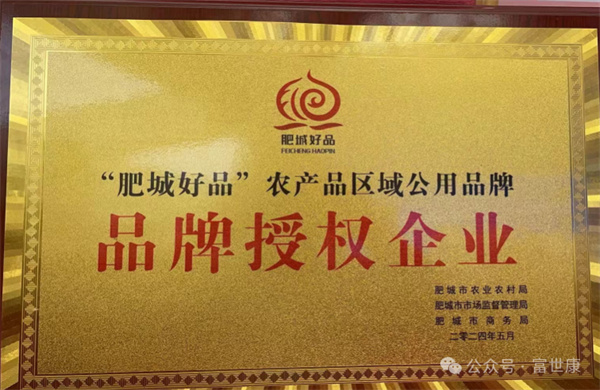 肥城好品
FEICHENG HAOPIN
“肥城好品”农产品区域公用品牌
品牌授权企业
肥城市农业农村局
肥城市市场监督管理局
肥城市商务局
二〇二四年五月
公众号·富世康